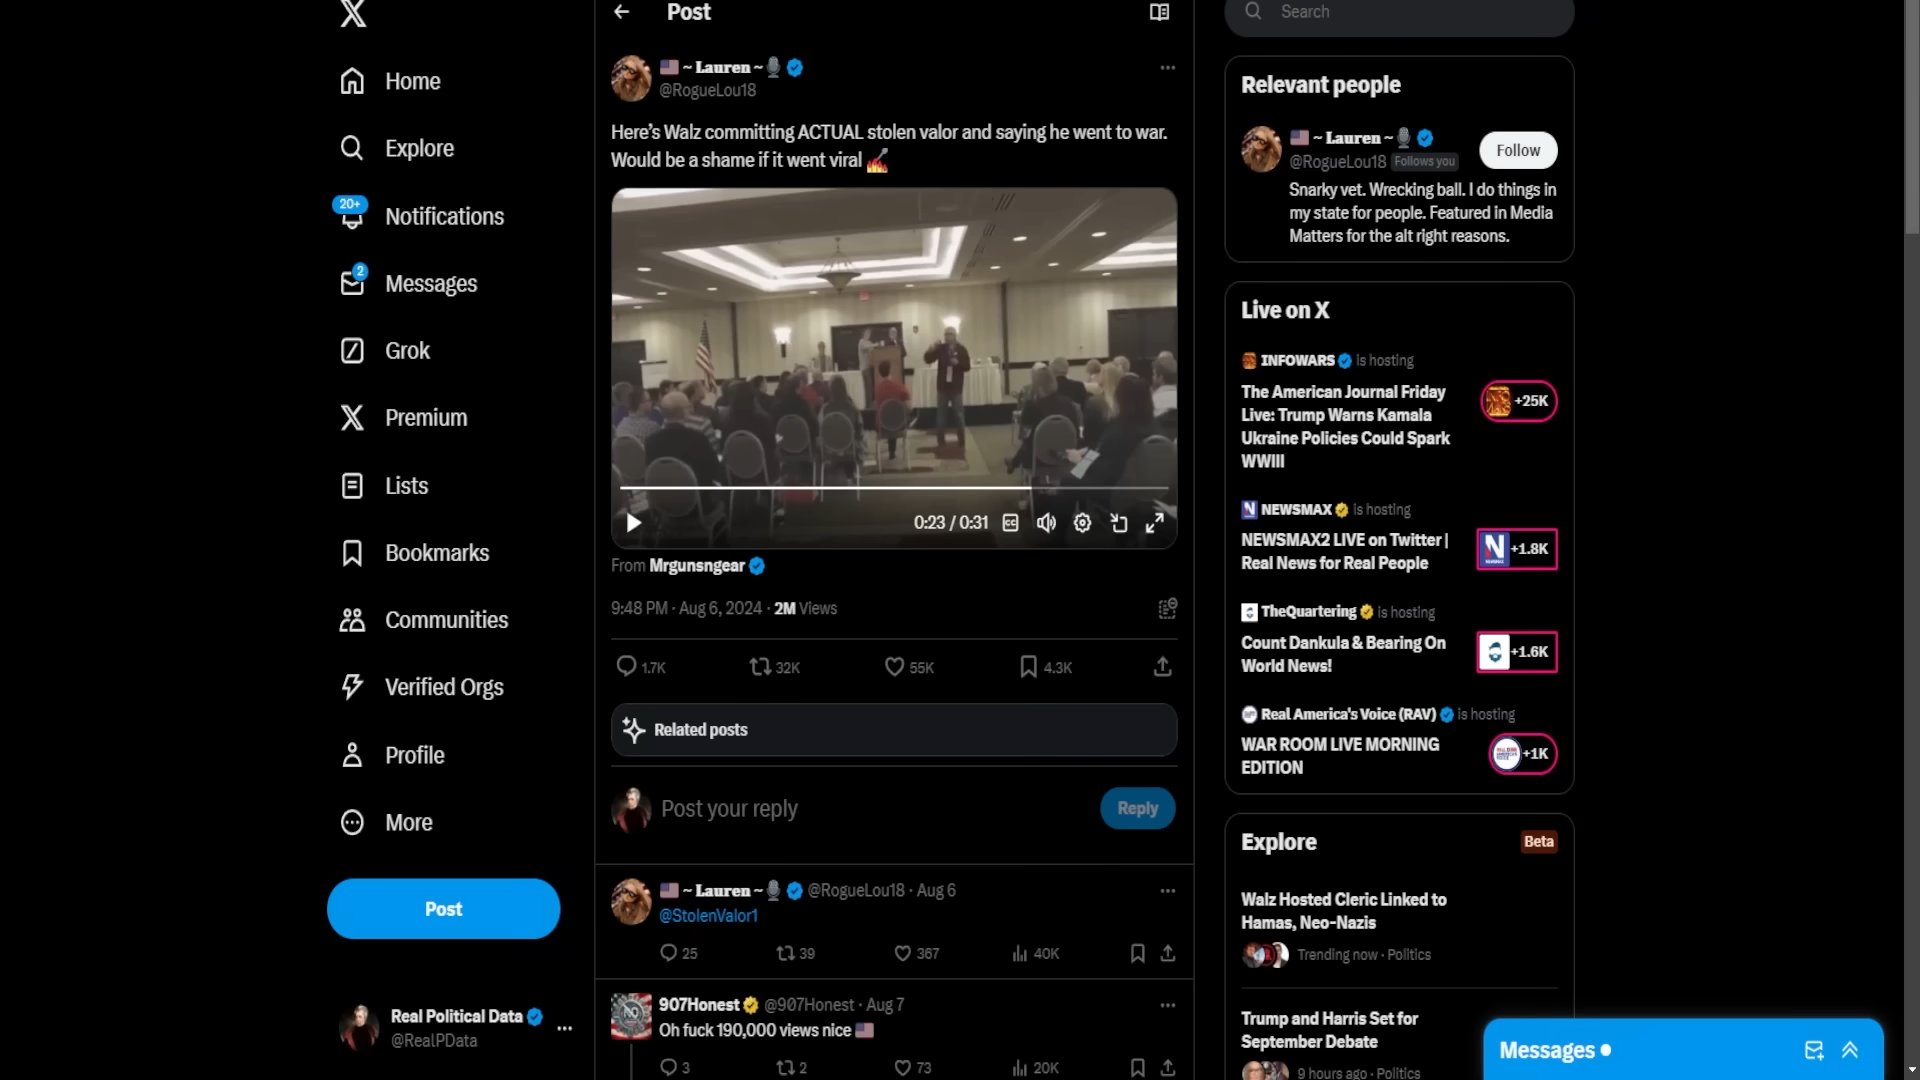 Home
Explore
20+
Notifications
2
Messages
Grok
Premium
Lists
Bookmarks
Communities
Verified Orgs
Profile
More
Post
Real Political Data
@RealPData
Post
~ Lauren ~
@RogueLou18
Here's Walz committing ACTUAL stolen valor and saying he went to war.
Would be a shame if it went viral
0:23 / 0:31
CC
From Mrgunsngear
9:48 PM · Aug 6, 2024 · 2M Views
1.7K 32K 55K 4.3K
Related posts
Post your reply
Reply
~ Lauren ~ @RogueLou18 · Aug 6
@StolenValor1
25 39 367 40K
907Honest @907Honest · Aug 7
Oh fuck 190,000 views nice
3 2 73 20K
Search
Relevant people
~ Lauren ~
@RogueLou18 Follows you
Follow
Snarky vet. Wrecking ball. I do things in
my state for people. Featured in Media
Matters for the alt right reasons.
Live on X
INFOWARS is hosting
The American Journal Friday
Live: Trump Warns Kamala
Ukraine Policies Could Spark
WWIII
+25K
NEWSMAX is hosting
NEWSMAX2 LIVE on Twitter |
Real News for Real People
+1.8K
TheQuartering is hosting
Count Dankula & Bearing On
World News!
+1.6K
Real America's Voice (RAV) is hosting
WAR ROOM LIVE MORNING
EDITION
+1K
Explore
Beta
Walz Hosted Cleric Linked to
Hamas, Neo-Nazis
Trending now · Politics
Trump and Harris Set for
September Debate
9 hours ago · Politics
Messages